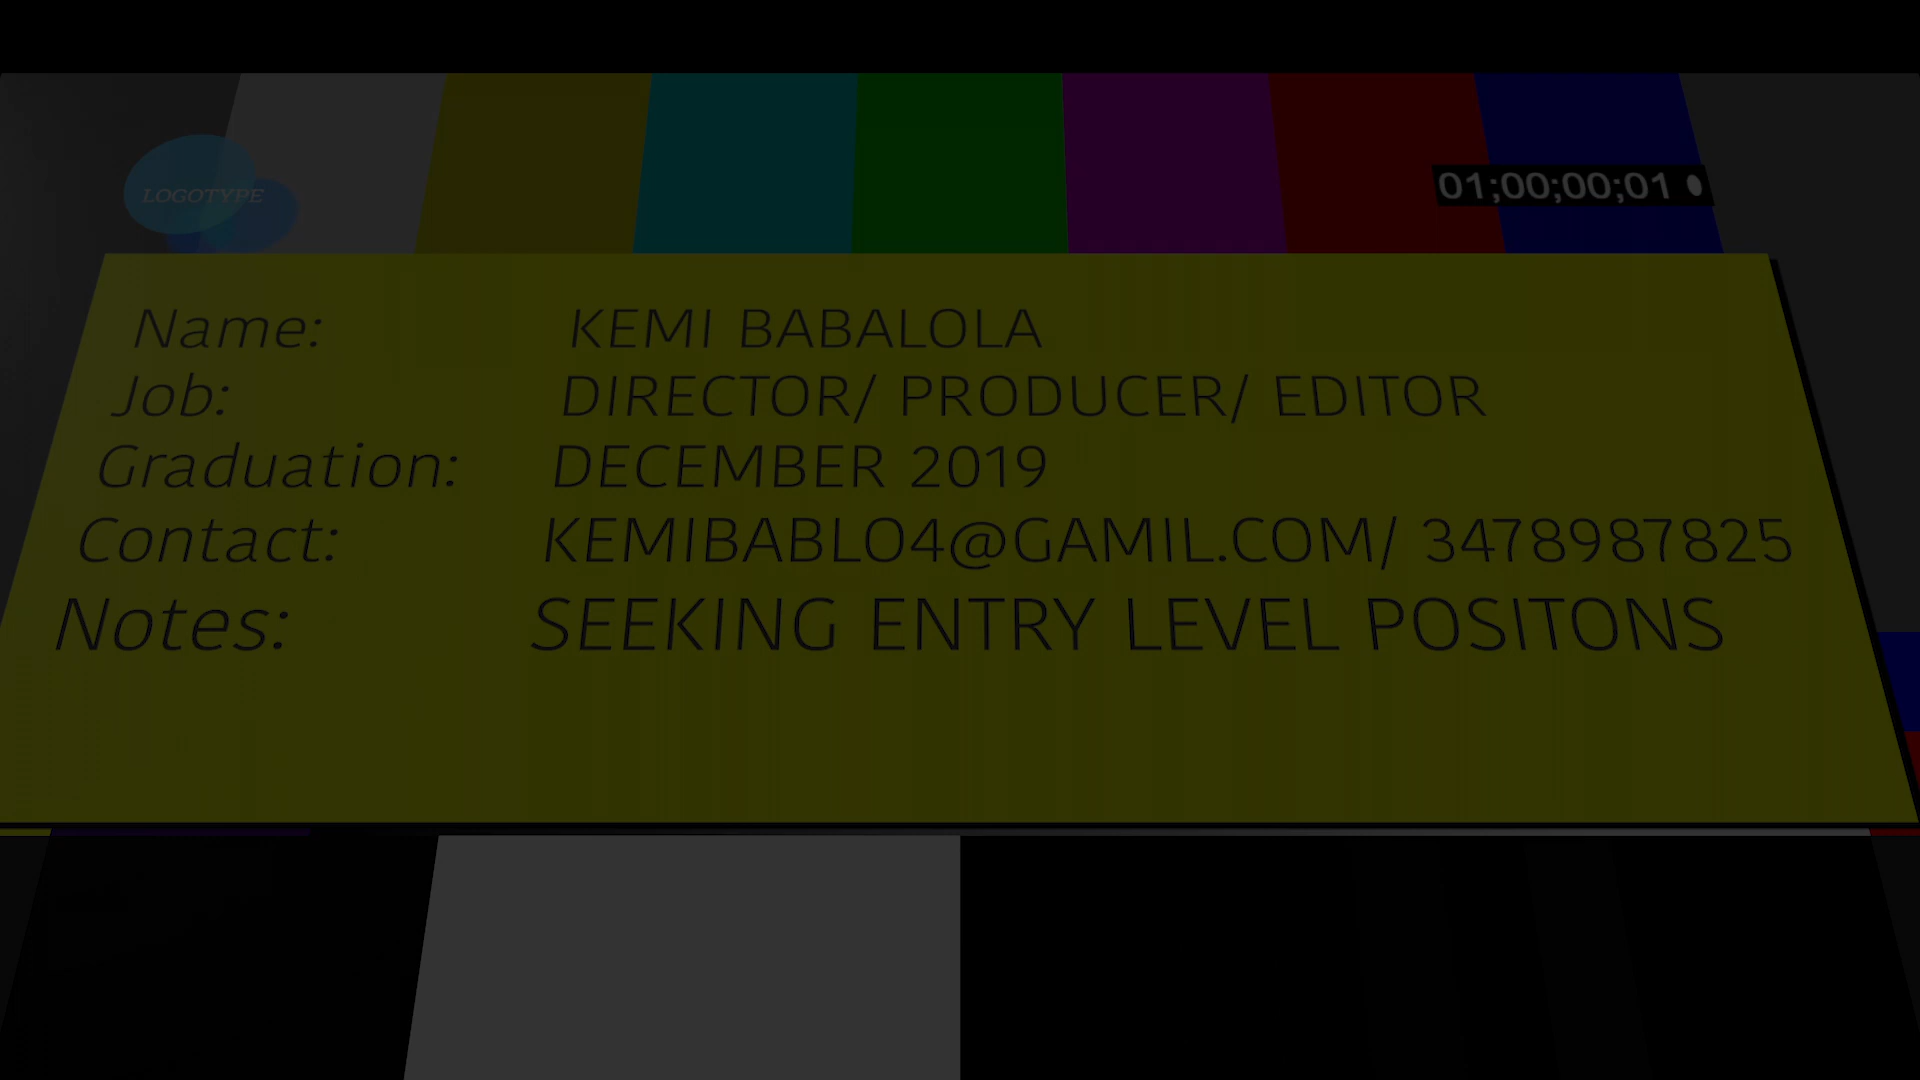 LOGOTYPE
01;00;00;01
Name: KEMI BABALOLA
Job: DIRECTOR/ PRODUCER/ EDITOR
Graduation: DECEMBER 2019
Contact: KEMIBABLO4@GAMIL.COM/ 3478987825
Notes: SEEKING ENTRY LEVEL POSITONS